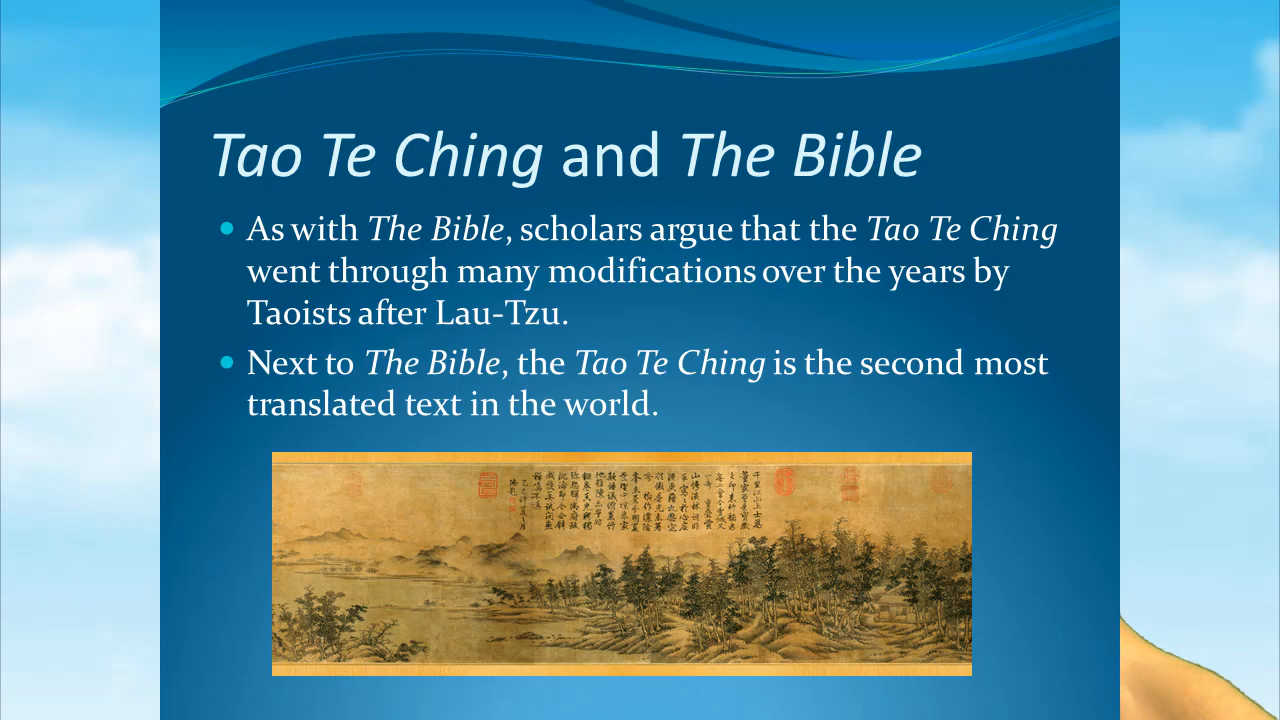 Tao Te Ching and The Bible
As with The Bible, scholars argue that the Tao Te Ching
went through many modifications over the years by
Taoists after Lau-Tzu.
Next to The Bible, the Tao Te Ching is the second most
translated text in the world.